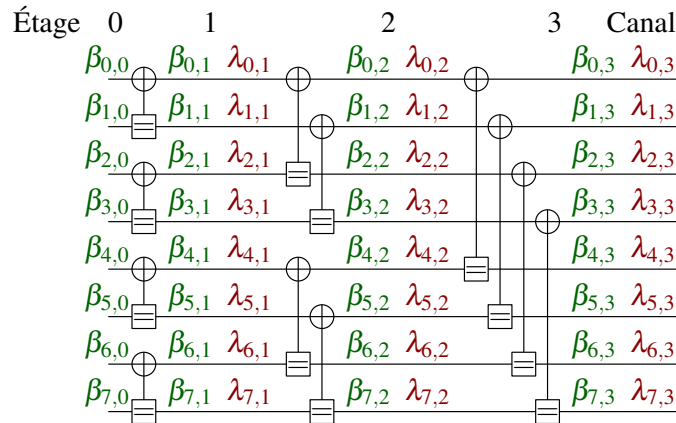 Étage 0 1 2 3 Canal
β0,0 β0,1 λ0,1 β0,2 λ0,2 β0,3 λ0,3
β1,0 β1,1 λ1,1 β1,2 λ1,2 β1,3 λ1,3
β2,0 β2,1 λ2,1 β2,2 λ2,2 β2,3 λ2,3
β3,0 β3,1 λ3,1 β3,2 λ3,2 β3,3 λ3,3
β4,0 β4,1 λ4,1 β4,2 λ4,2 β4,3 λ4,3
β5,0 β5,1 λ5,1 β5,2 λ5,2 β5,3 λ5,3
β6,0 β6,1 λ6,1 β6,2 λ6,2 β6,3 λ6,3
β7,0 β7,1 λ7,1 β7,2 λ7,2 β7,3 λ7,3